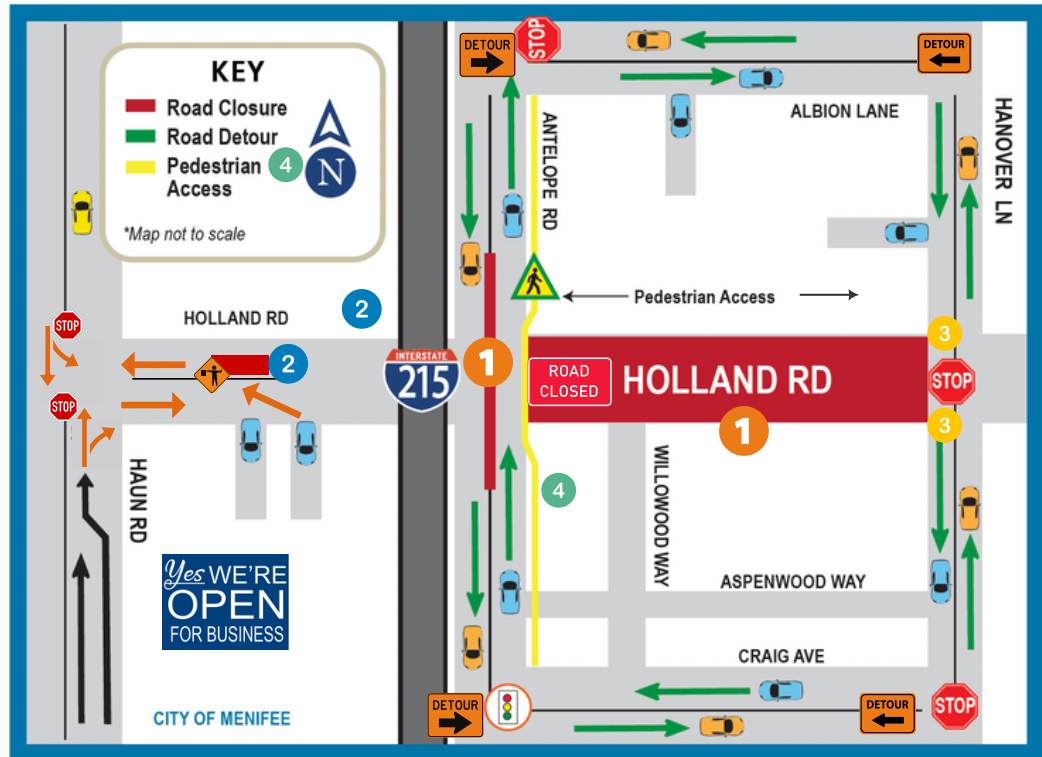 KEY
Road Closure
Road Detour
Pedestrian
Access
4
N
*Map not to scale
DETOUR
STOP
DETOUR
ALBION LANE
ANTELOPE RD
HANOVER LN
Pedestrian Access
HOLLAND RD
2
STOP
2
INTERSTATE
215
1
ROAD
CLOSED
HOLLAND RD
3
STOP
STOP
1
3
HAUN RD
4
WILLOWOOD WAY
Yes WE'RE
OPEN
FOR BUSINESS
ASPENWOOD WAY
CRAIG AVE
CITY OF MENIFEE
DETOUR
DETOUR
STOP